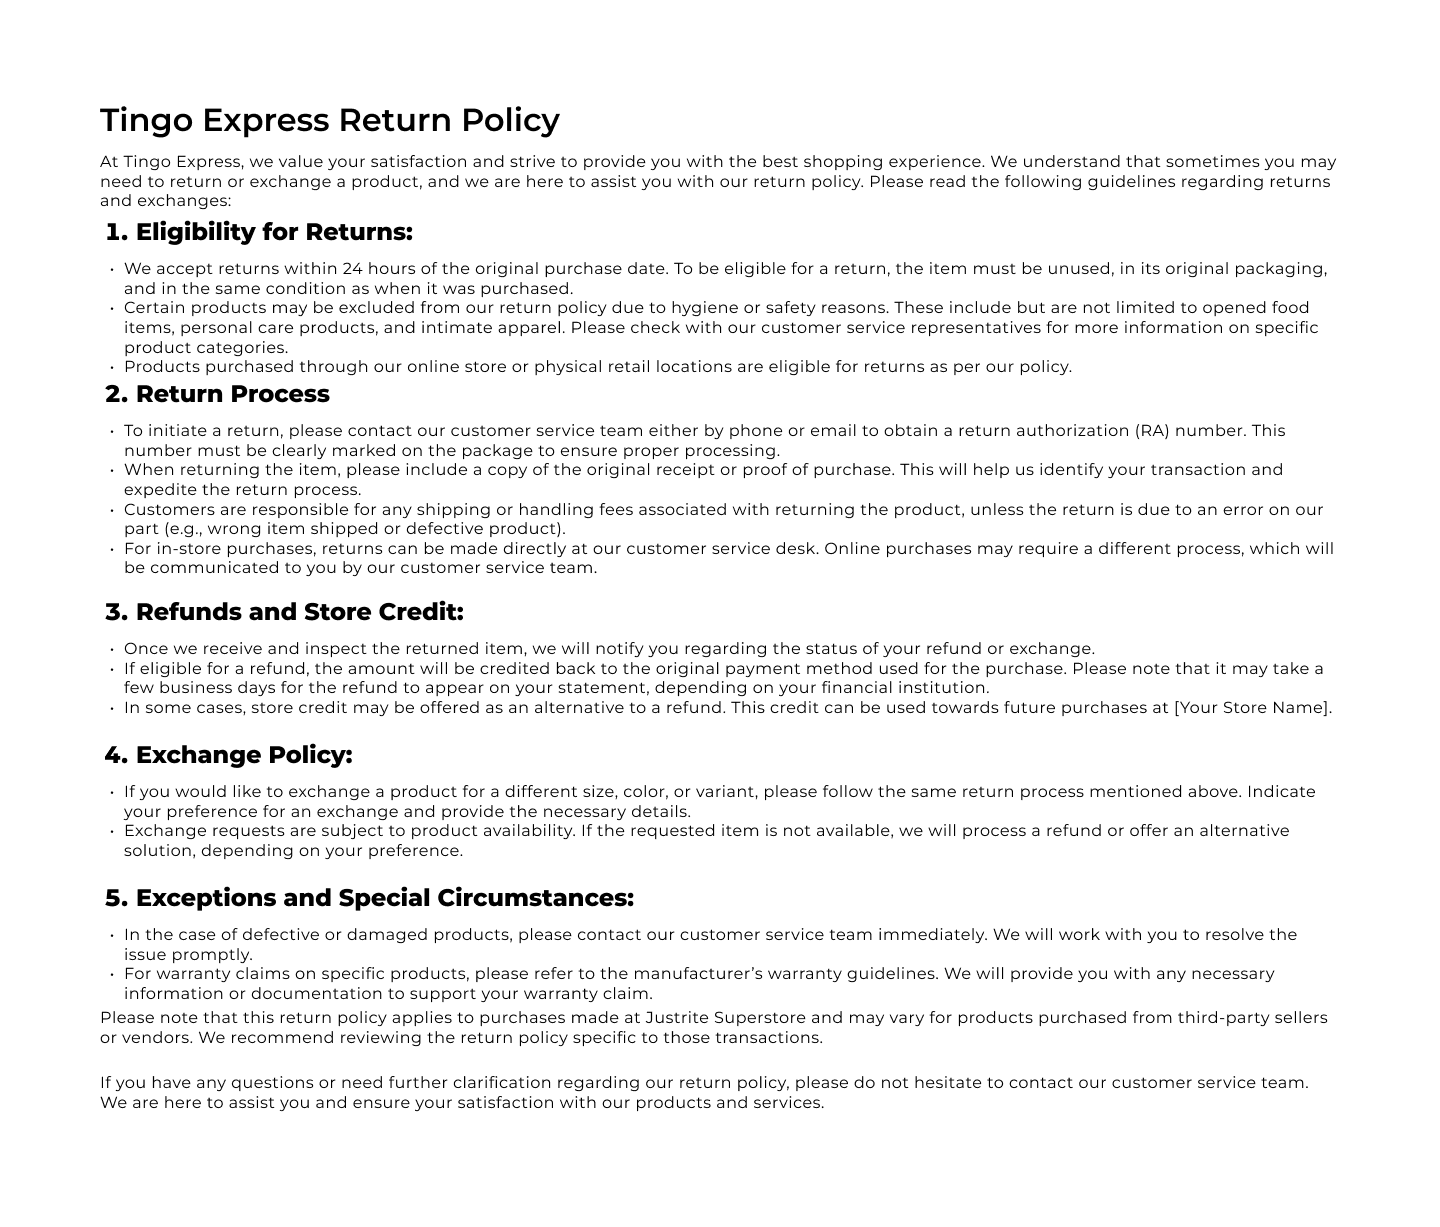 Tingo Express Return Policy
At Tingo Express, we value your satisfaction and strive to provide you with the best shopping experience. We understand that sometimes you may
need to return or exchange a product, and we are here to assist you with our return policy. Please read the following guidelines regarding returns
and exchanges:
1. Eligibility for Returns:
• We accept returns within 24 hours of the original purchase date. To be eligible for a return, the item must be unused, in its original packaging,
and in the same condition as when it was purchased.
• Certain products may be excluded from our return policy due to hygiene or safety reasons. These include but are not limited to opened food
items, personal care products, and intimate apparel. Please check with our customer service representatives for more information on specific
product categories.
• Products purchased through our online store or physical retail locations are eligible for returns as per our policy.
2. Return Process
• To initiate a return, please contact our customer service team either by phone or email to obtain a return authorization (RA) number. This
number must be clearly marked on the package to ensure proper processing.
• When returning the item, please include a copy of the original receipt or proof of purchase. This will help us identify your transaction and
expedite the return process.
• Customers are responsible for any shipping or handling fees associated with returning the product, unless the return is due to an error on our
part (e.g., wrong item shipped or defective product).
• For in-store purchases, returns can be made directly at our customer service desk. Online purchases may require a different process, which will
be communicated to you by our customer service team.
3. Refunds and Store Credit:
• Once we receive and inspect the returned item, we will notify you regarding the status of your refund or exchange.
• If eligible for a refund, the amount will be credited back to the original payment method used for the purchase. Please note that it may take a
few business days for the refund to appear on your statement, depending on your financial institution.
• In some cases, store credit may be offered as an alternative to a refund. This credit can be used towards future purchases at [Your Store Name].
4. Exchange Policy:
• If you would like to exchange a product for a different size, color, or variant, please follow the same return process mentioned above. Indicate
your preference for an exchange and provide the necessary details.
• Exchange requests are subject to product availability. If the requested item is not available, we will process a refund or offer an alternative
solution, depending on your preference.
5. Exceptions and Special Circumstances:
• In the case of defective or damaged products, please contact our customer service team immediately. We will work with you to resolve the
issue promptly.
• For warranty claims on specific products, please refer to the manufacturer’s warranty guidelines. We will provide you with any necessary
information or documentation to support your warranty claim.
Please note that this return policy applies to purchases made at Justrite Superstore and may vary for products purchased from third-party sellers
or vendors. We recommend reviewing the return policy specific to those transactions.
If you have any questions or need further clarification regarding our return policy, please do not hesitate to contact our customer service team.
We are here to assist you and ensure your satisfaction with our products and services.